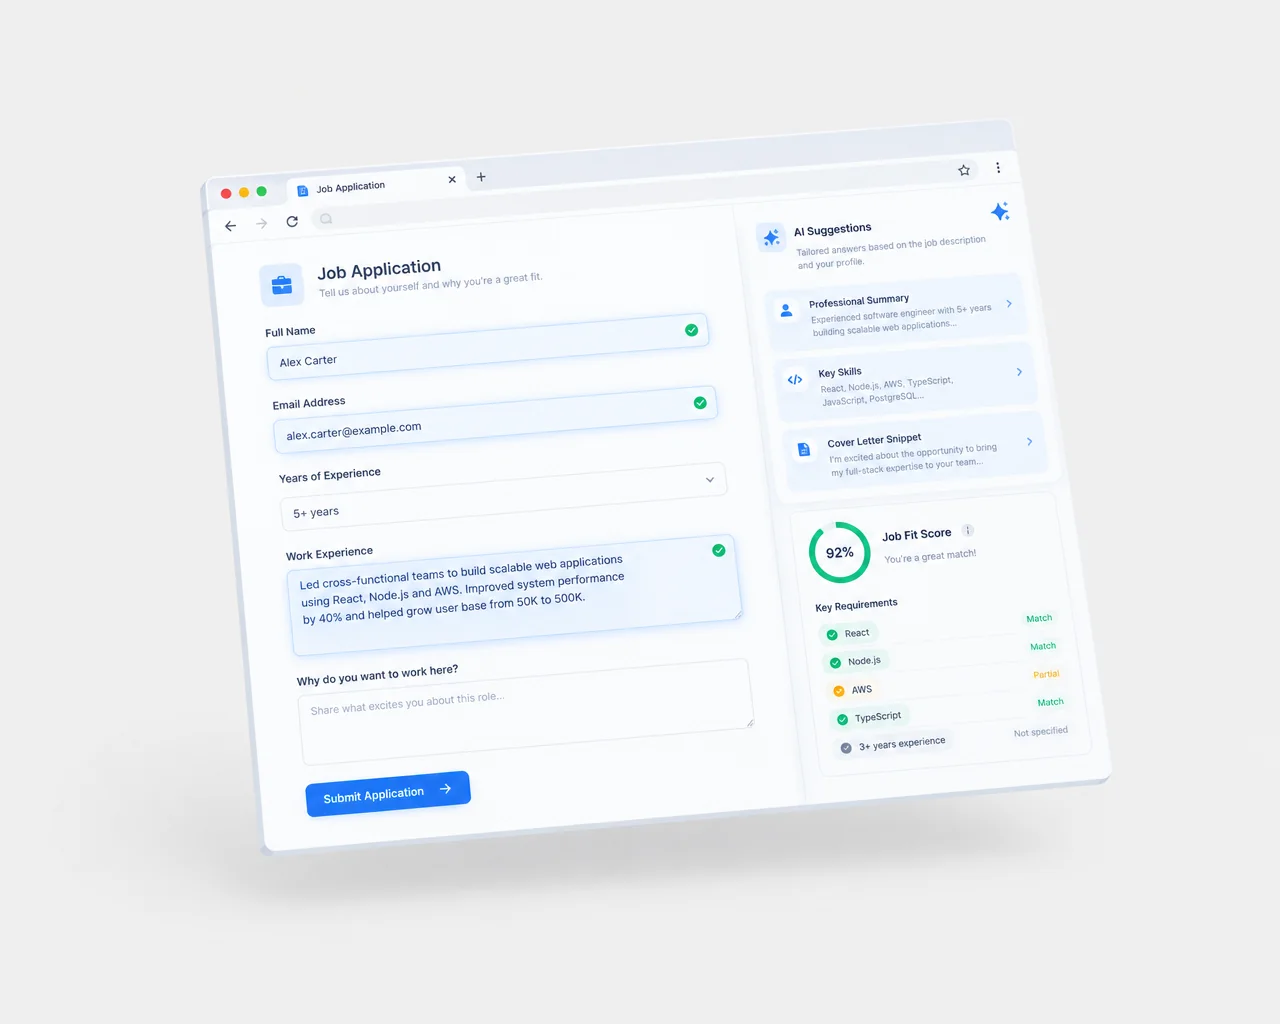 Job Application
Job Application
Tell us about yourself and why you're a great fit.
Full Name
Alex Carter
Email Address
alex.carter@example.com
Years of Experience
5+ years
Work Experience
Led cross-functional teams to build scalable web applications
using React, Node.js and AWS. Improved system performance
by 40% and helped grow user base from 50K to 500K.
Why do you want to work here?
Share what excites you about this role...
Submit Application
AI Suggestions
Tailored answers based on the job description
and your profile.
Professional Summary
Experienced software engineer with 5+ years
building scalable web applications...
Key Skills
React, Node.js, AWS, TypeScript,
JavaScript, PostgreSQL...
Cover Letter Snippet
I'm excited about the opportunity to bring
my full-stack expertise to your team...
92%
Job Fit Score
You're a great match!
Key Requirements
React Match
Node.js Match
AWS Partial
TypeScript Match
3+ years experience Not specified